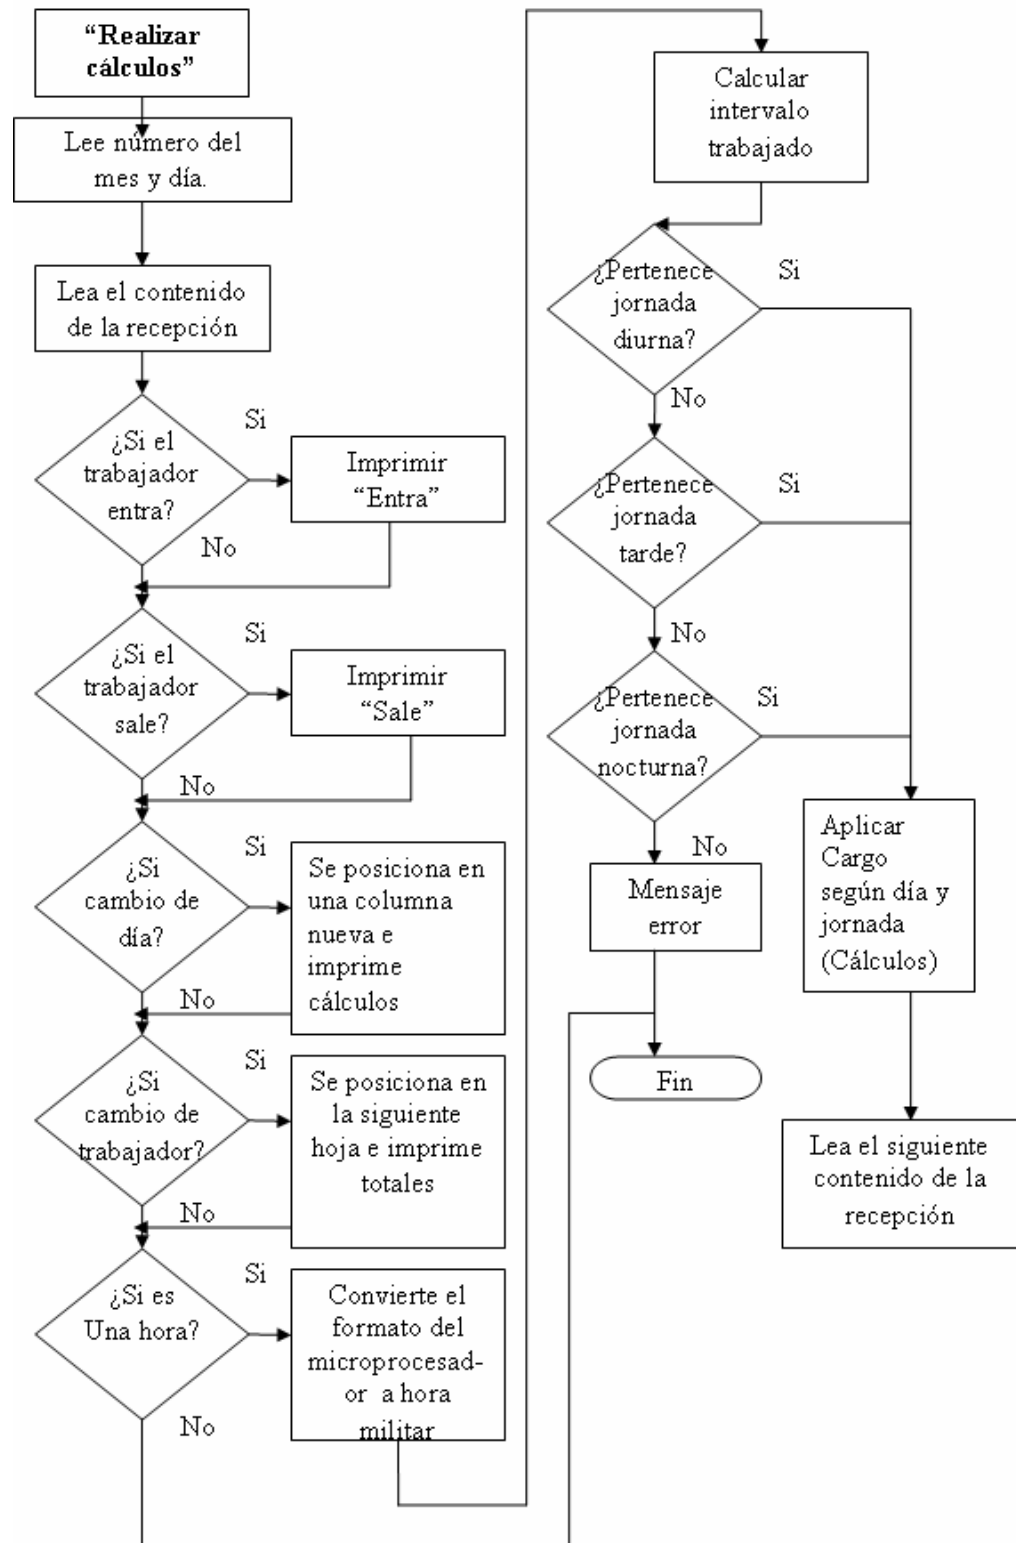 “Realizar
cálculos”
Lee número del
mes y día.
Lea el contenido
de la recepción
¿Si el
trabajador
entra?
Si
Imprimir
“Entra”
No
¿Si el
trabajador
sale?
Si
Imprimir
“Sale”
No
¿Si
cambio de
día?
Si
Se posiciona en
una columna
nueva e
imprime
cálculos
No
¿Si
cambio de
trabajador?
Si
Se posiciona en
la siguiente
hoja e imprime
totales
No
¿Si es
Una hora?
Si
Convierte el
formato del
microprocesad-
or a hora
militar
No
Calcular
intervalo
trabajado
¿Pertenece
jornada
diurna?
Si
No
¿Pertenece
jornada
tarde?
Si
No
¿Pertenece
jornada
nocturna?
Si
No
Mensaje
error
Fin
Aplicar
Cargo
según día y
jornada
(Cálculos)
Lea el siguiente
contenido de la
recepción